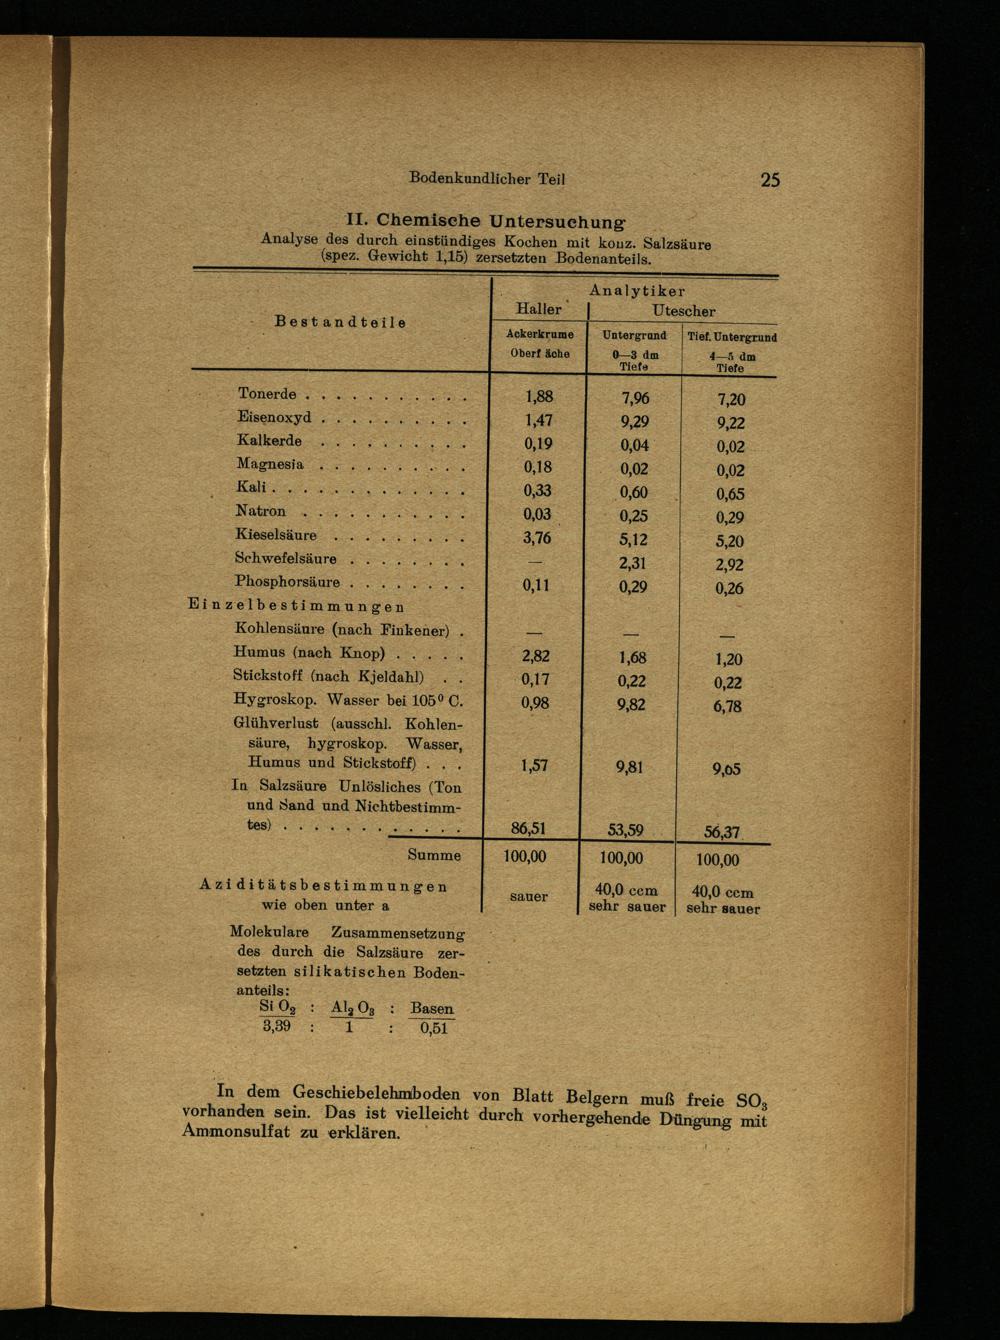 Bodenkundlicher Teil 25
II. Chemische Untersuchung
Analyse des durch einstündiges Kochen mit konz. Salzsäure
(spez. Gewicht 1,15) zersetzten Bodenanteils.
Bestandteile
Analytiker
Haller Utescher
Ackerkrume Untergrund Tief. Untergrund
Oberf äche 0—3 dm 4—5 dm
Tiefe Tiefe
Tonerde . . . . . . . . . . . 1,88 7,96 7,20
Eisenoxyd . . . . . . . . . . 1,47 9,29 9,22
Kalkerde . . . . . . . . . . 0,19 0,04 0,02
Magnesia . . . . . . . . . . 0,18 0,02 0,02
Kali . . . . . . . . . . . . . 0,33 0,60 0,65
Natron . . . . . . . . . . . 0,03 0,25 0,29
Kieselsäure . . . . . . . . . 3,76 5,12 5,20
Schwefelsäure . . . . . . . . — 2,31 2,92
Phosphorsäure . . . . . . . . 0,11 0,29 0,26
Einzelbestimmungen
Kohlensäure (nach Finkener) . — — —
Humus (nach Knop) . . . . . 2,82 1,68 1,20
Stickstoff (nach Kjeldahl) . . 0,17 0,22 0,22
Hygroskop. Wasser bei 105⁰ C. 0,98 9,82 6,78
Glühverlust (ausschl. Kohlen-
säure, hygroskop. Wasser,
Humus und Stickstoff) . . . 1,57 9,81 9,65
In Salzsäure Unlösliches (Ton
und Sand und Nichtbestimm-
tes) . . . . . . . . . . . . 86,51 53,59 56,37
Summe 100,00 100,00 100,00
Aziditätsbestimmungen
wie oben unter a sauer 40,0 ccm 40,0 ccm
sehr sauer sehr sauer
Molekulare Zusammensetzung
des durch die Salzsäure zer-
setzten silikatischen Boden-
anteils:
Si O₂ : Al₂ O₃ : Basen
3,39 : 1 : 0,51
In dem Geschiebelehmboden von Blatt Belgern muß freie SO₃
vorhanden sein. Das ist vielleicht durch vorhergehende Düngung mit
Ammonsulfat zu erklären.